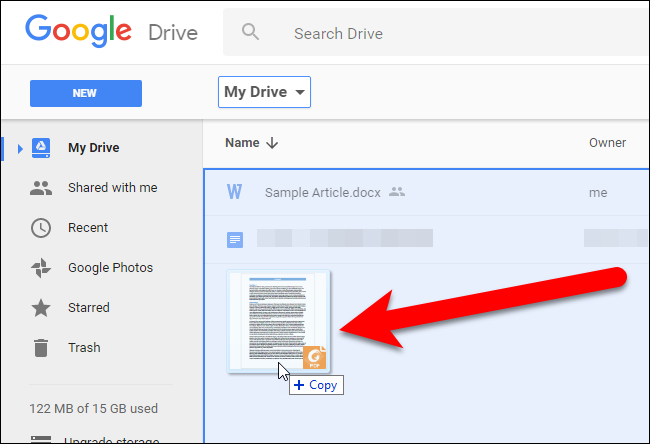 Google Drive
Search Drive
NEW
My Drive
Name
Owner
My Drive
Shared with me
Recent
Google Photos
Starred
Trash
122 MB of 15 GB used
Upgrade storage
Sample Article.docx
me
PDF
+ Copy